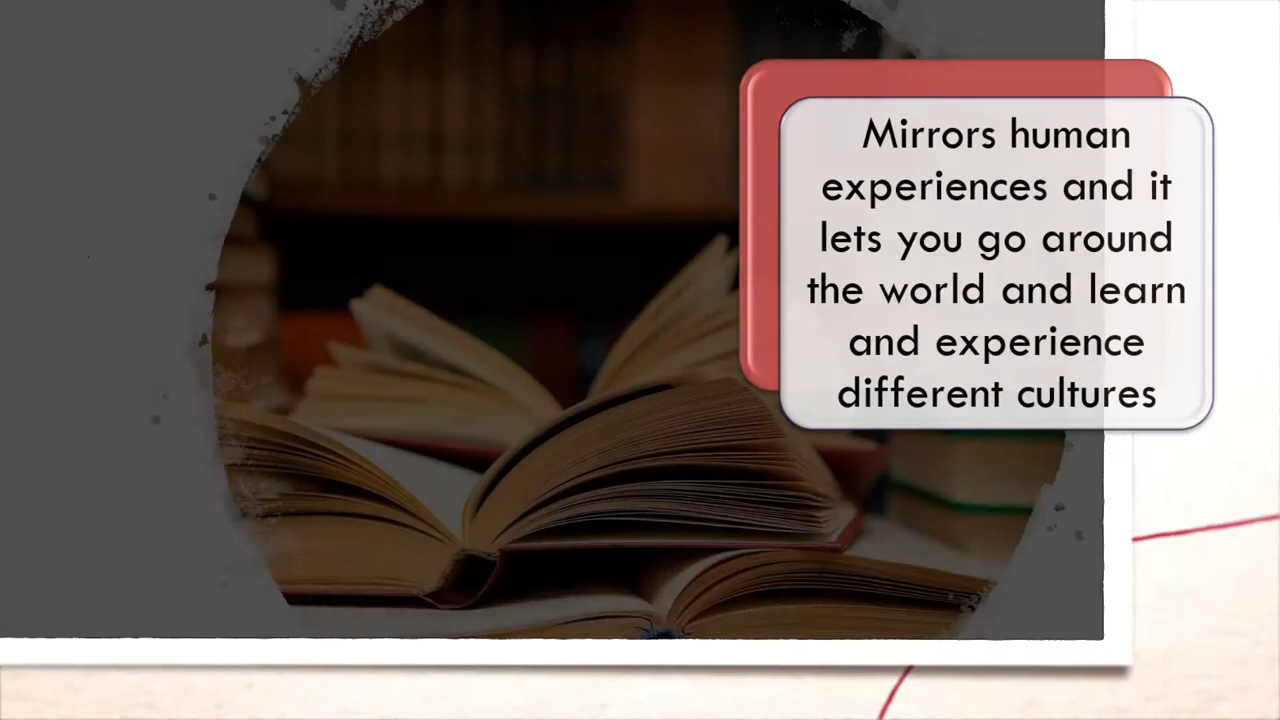 Mirrors human
experiences and it
lets you go around
the world and learn
and experience
different cultures